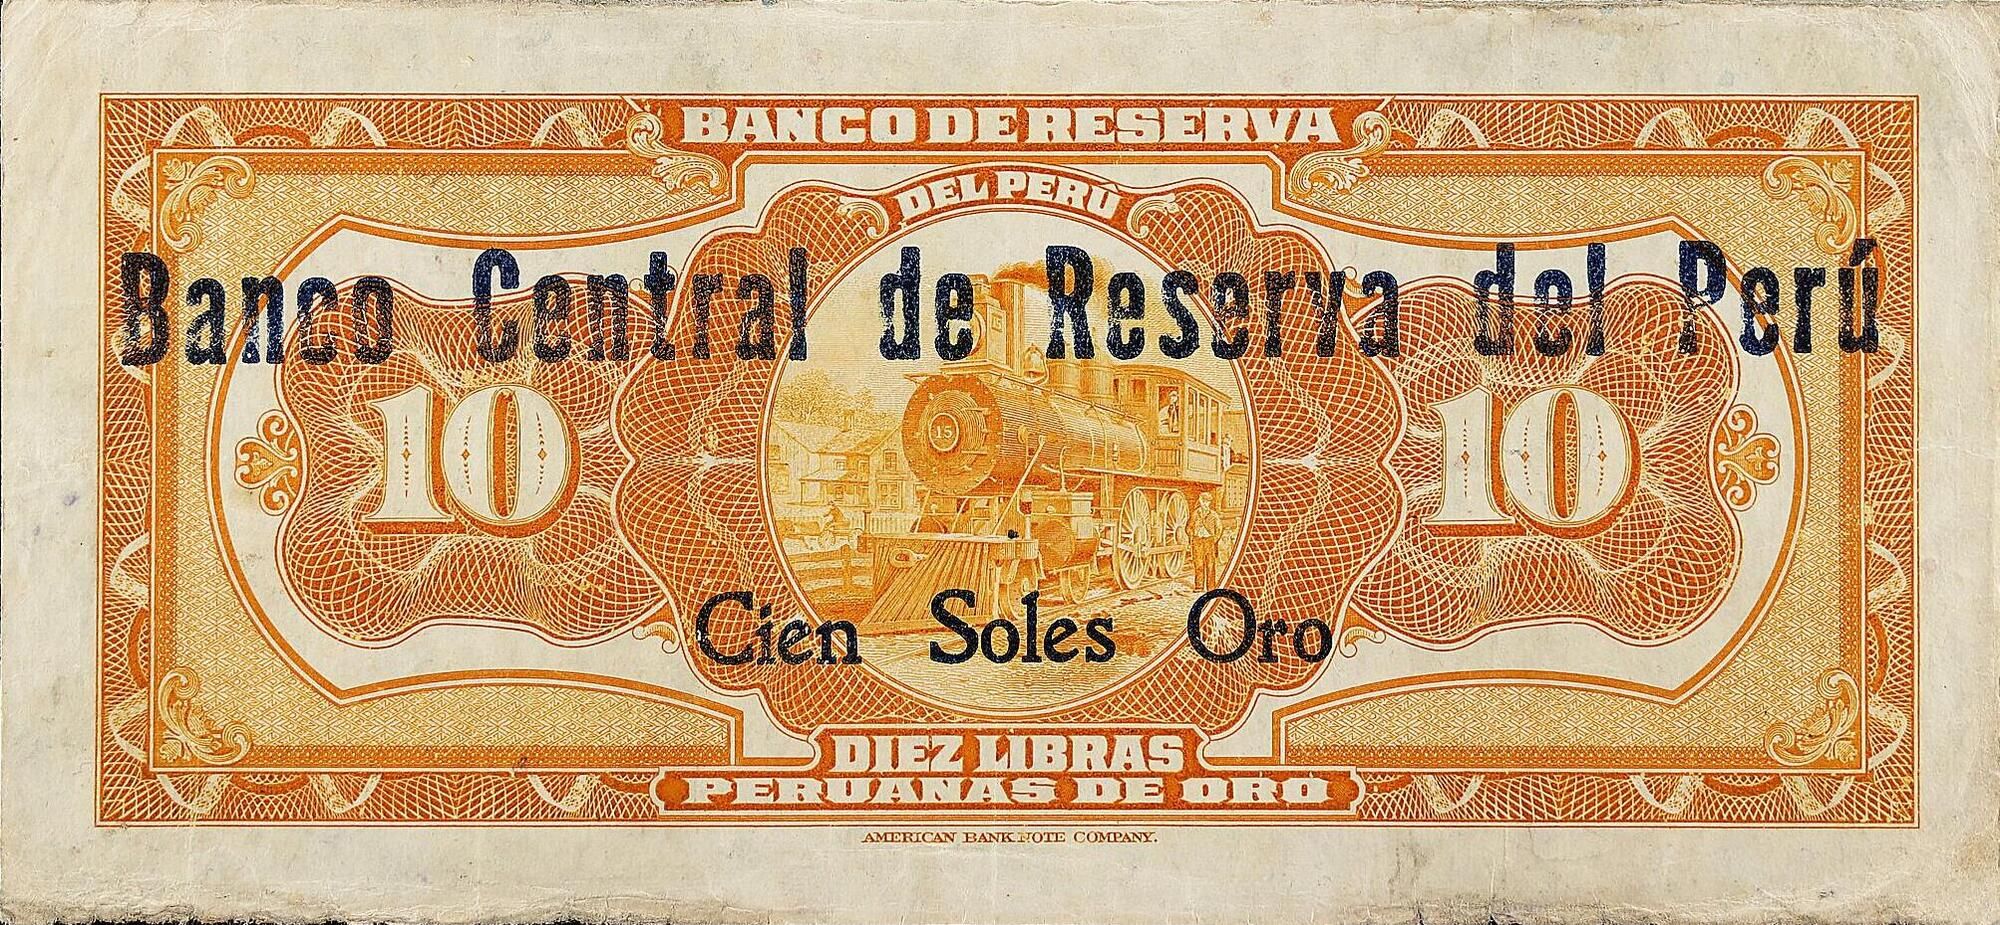 BANCO DE RESERVA
DEL PERÚ
Banco Central de Reserva del Perú
10 10
15
Cien Soles Oro
DIEZ LIBRAS
PERUANAS DE ORO
AMERICAN BANK NOTE COMPANY.